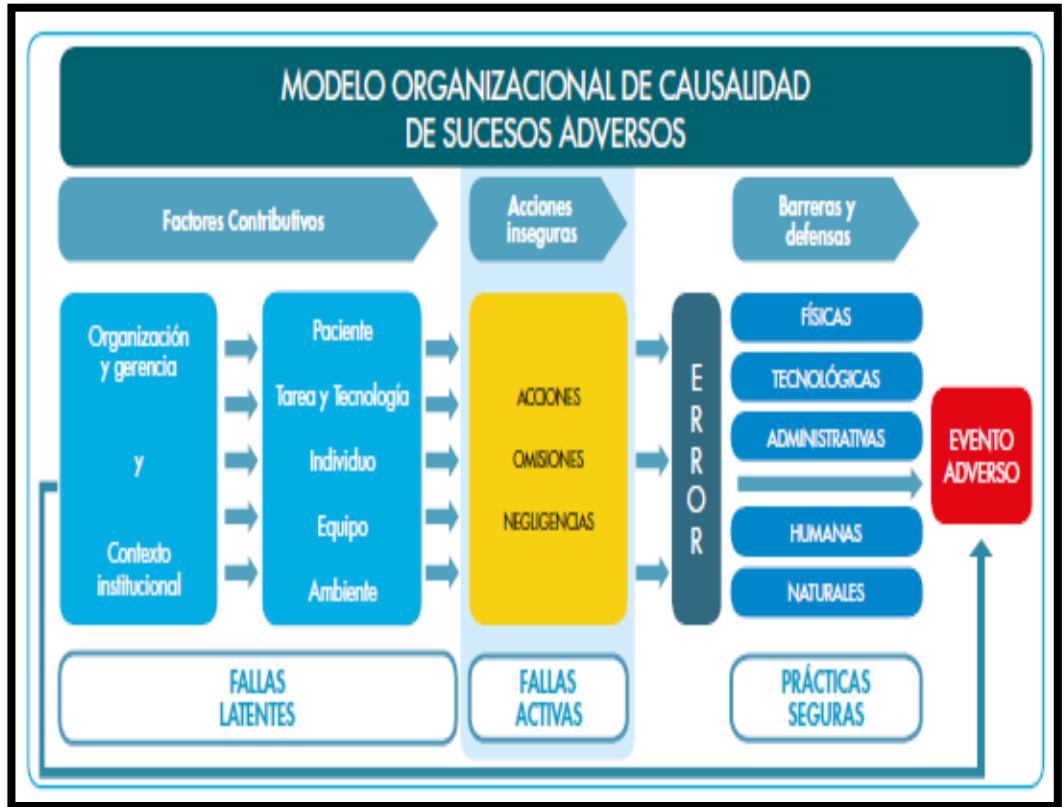 MODELO ORGANIZACIONAL DE CAUSALIDAD
DE SUCESOS ADVERSOS
Factores Contributivos
Acciones
inseguras
Barreras y
defensas
Organización
y gerencia
y
Contexto
institucional
Paciente
Tarea y Tecnología
Individuo
Equipo
Ambiente
ACCIONES
OMISIONES
NEGLIGENCIAS
ERROR
FÍSICAS
TECNOLÓGICAS
ADMINISTRATIVAS
HUMANAS
NATURALES
EVENTO
ADVERSO
FALLAS
LATENTES
FALLAS
ACTIVAS
PRÁCTICAS
SEGURAS